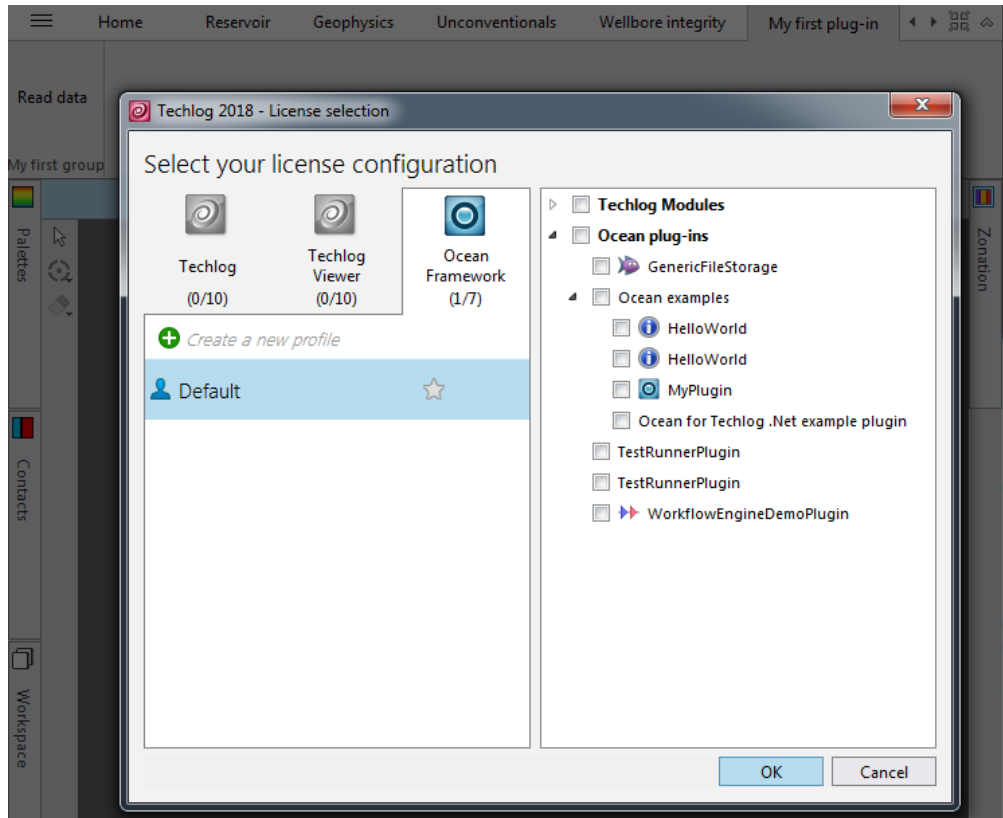 Home Reservoir Geophysics Unconventionals Wellbore integrity My first plug-in
Read data
My first group
Techlog 2018 - License selection
Select your license configuration
Techlog
(0/10)
Techlog
Viewer
(0/10)
Ocean
Framework
(1/7)
Create a new profile
Default
Techlog Modules
Ocean plug-ins
GenericFileStorage
Ocean examples
HelloWorld
HelloWorld
MyPlugin
Ocean for Techlog .Net example plugin
TestRunnerPlugin
TestRunnerPlugin
WorkflowEngineDemoPlugin
OK Cancel
Palettes
Contacts
Workspace
Zonation